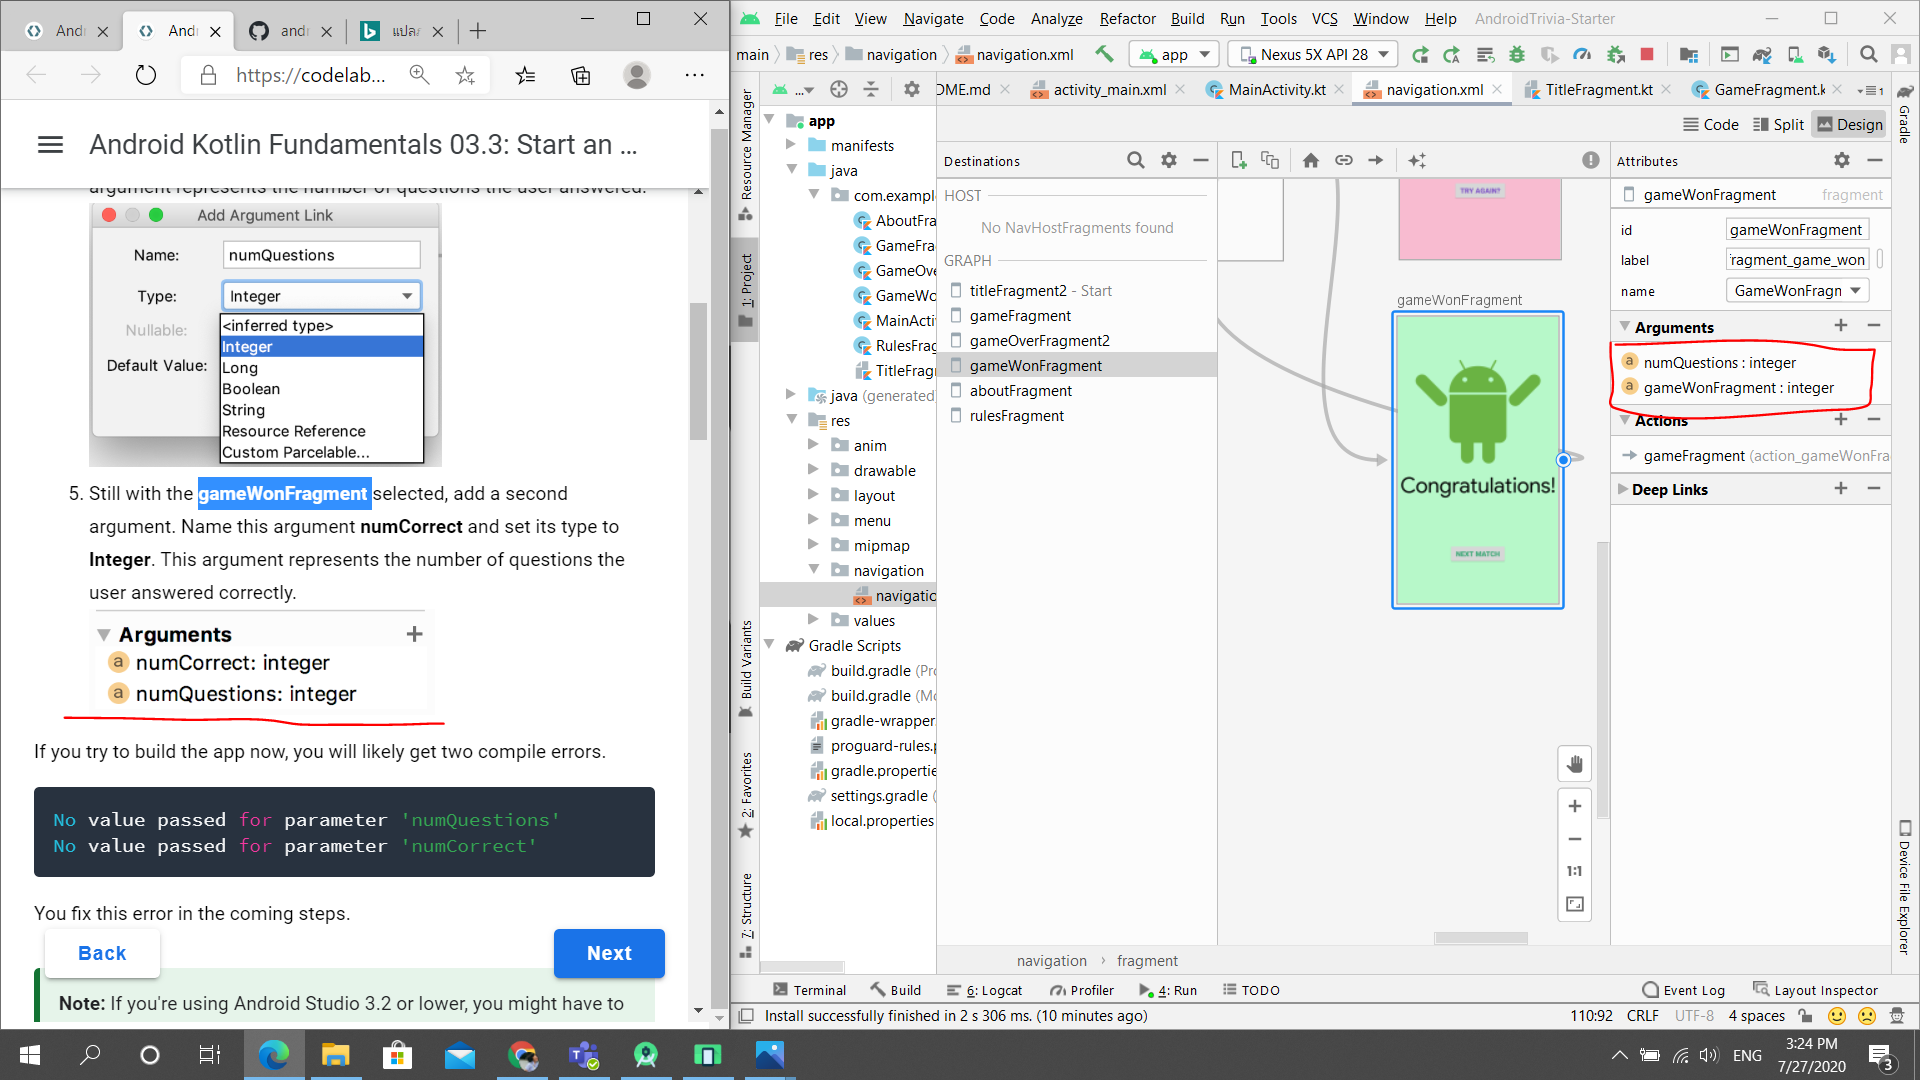 Andr
Andr
andr
แปลภ
https://codelab...
Android Kotlin Fundamentals 03.3: Start an ...
argument represents the number of questions the user answered.
Add Argument Link
Name: numQuestions
Type: Integer
Nullable: <inferred type>
Integer
Default Value: Long
Boolean
String
Resource Reference
Custom Parcelable...
5. Still with the gameWonFragment selected, add a second
argument. Name this argument numCorrect and set its type to
Integer. This argument represents the number of questions the
user answered correctly.
Arguments +
a numCorrect: integer
a numQuestions: integer
If you try to build the app now, you will likely get two compile errors.
No value passed for parameter 'numQuestions'
No value passed for parameter 'numCorrect'
You fix this error in the coming steps.
Back Next
Note: If you're using Android Studio 3.2 or lower, you might have to
File Edit View Navigate Code Analyze Refactor Build Run Tools VCS Window Help AndroidTrivia-Starter
main res navigation navigation.xml app Nexus 5X API 28
...
OME.md activity_main.xml MainActivity.kt navigation.xml TitleFragment.kt GameFragment.k 1
Code Split Design
Resource Manager
1: Project
Build Variants
2: Favorites
7: Structure
app
manifests
java
com.example
AboutFra
GameFra
GameOve
GameWo
MainActiv
RulesFrag
TitleFragr
java (generated)
res
anim
drawable
layout
menu
mipmap
navigation
navigatic
values
Gradle Scripts
build.gradle (Pro
build.gradle (Mo
gradle-wrapper.
proguard-rules.p
gradle.propertie
settings.gradle (
local.properties
Destinations
HOST
No NavHostFragments found
GRAPH
titleFragment2 - Start
gameFragment
gameOverFragment2
gameWonFragment
aboutFragment
rulesFragment
TRY AGAIN?
gameWonFragment
Congratulations!
NEXT MATCH
1:1
navigation › fragment
Attributes
gameWonFragment fragment
id gameWonFragment
label fragment_game_won
name GameWonFragn
Arguments + −
a numQuestions : integer
a gameWonFragment : integer
Actions + −
gameFragment (action_gameWonFra
Deep Links + −
Gradle
Device File Explorer
Terminal Build 6: Logcat Profiler 4: Run TODO Event Log Layout Inspector
Install successfully finished in 2 s 306 ms. (10 minutes ago) 110:92 CRLF UTF-8 4 spaces
ENG 3:24 PM
7/27/2020 3